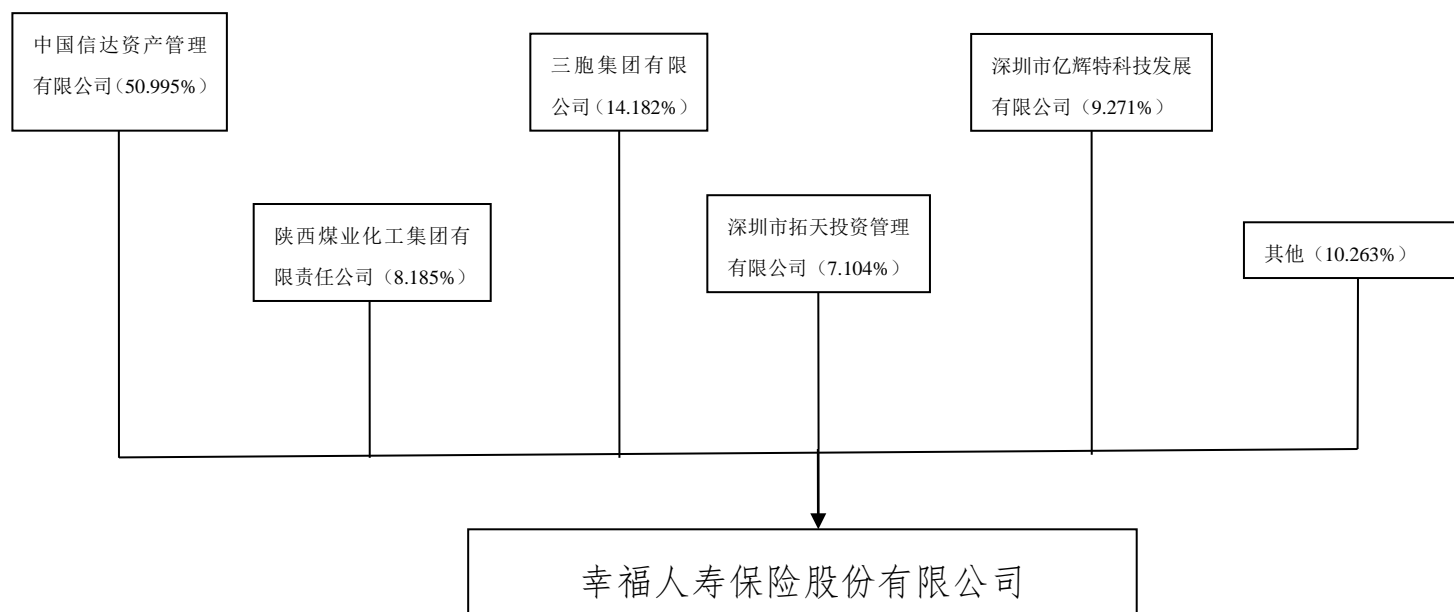 中国信达资产管理
有限公司（50.995%）
三胞集团有限
公司（14.182%）
深圳市亿辉特科技发展
有限公司（9.271%）
陕西煤业化工集团有
限责任公司（8.185%）
深圳市拓天投资管理
有限公司（7.104%）
其他（10.263%）
幸福人寿保险股份有限公司